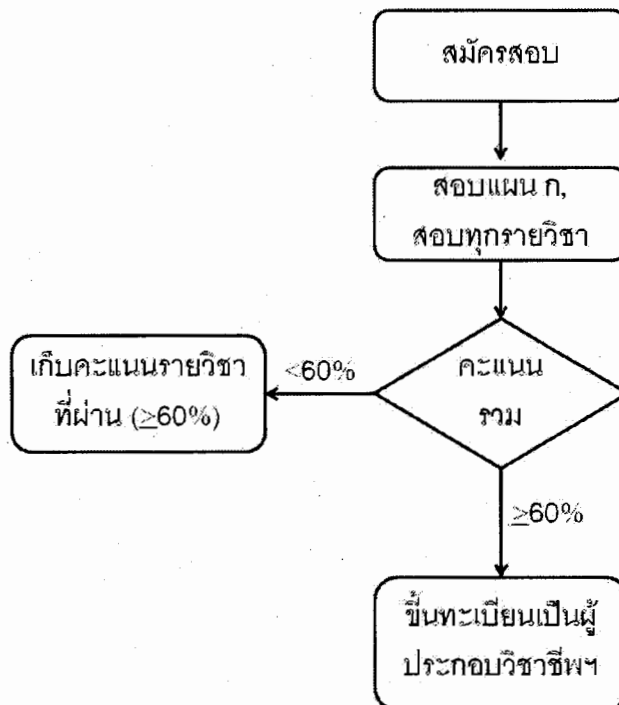 สมัครสอบ
สอบแผน ก,
สอบทุกรายวิชา
คะแนน
รวม
<60%
เก็บคะแนนรายวิชา
ที่ผ่าน (≥60%)
≥60%
ขึ้นทะเบียนเป็นผู้
ประกอบวิชาชีพฯ